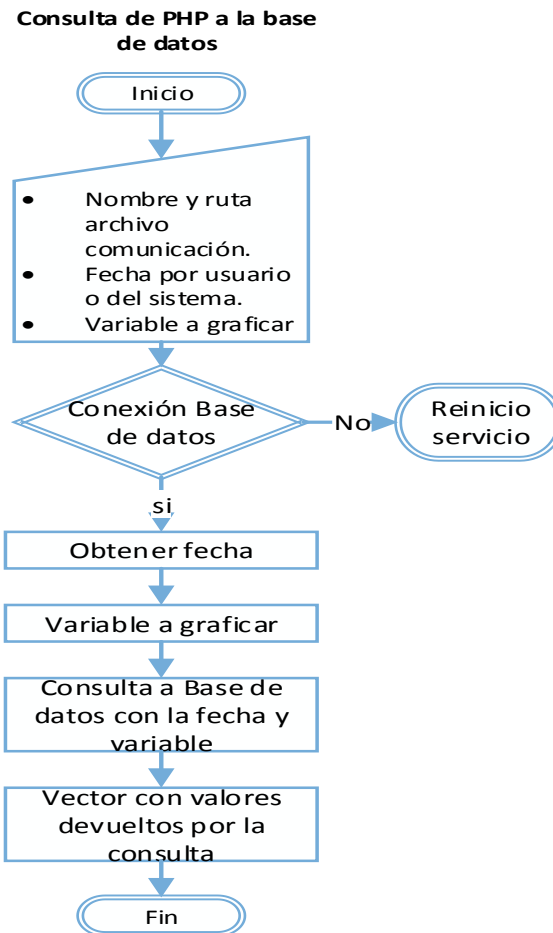 Consulta de PHP a la base
de datos
Inicio
• Nombre y ruta
archivo
comunicación.
• Fecha por usuario
o del sistema.
• Variable a graficar
Conexión Base
de datos
No
Reinicio
servicio
si
Obtener fecha
Variable a graficar
Consulta a Base de
datos con la fecha y
variable
Vector con valores
devueltos por la
consulta
Fin